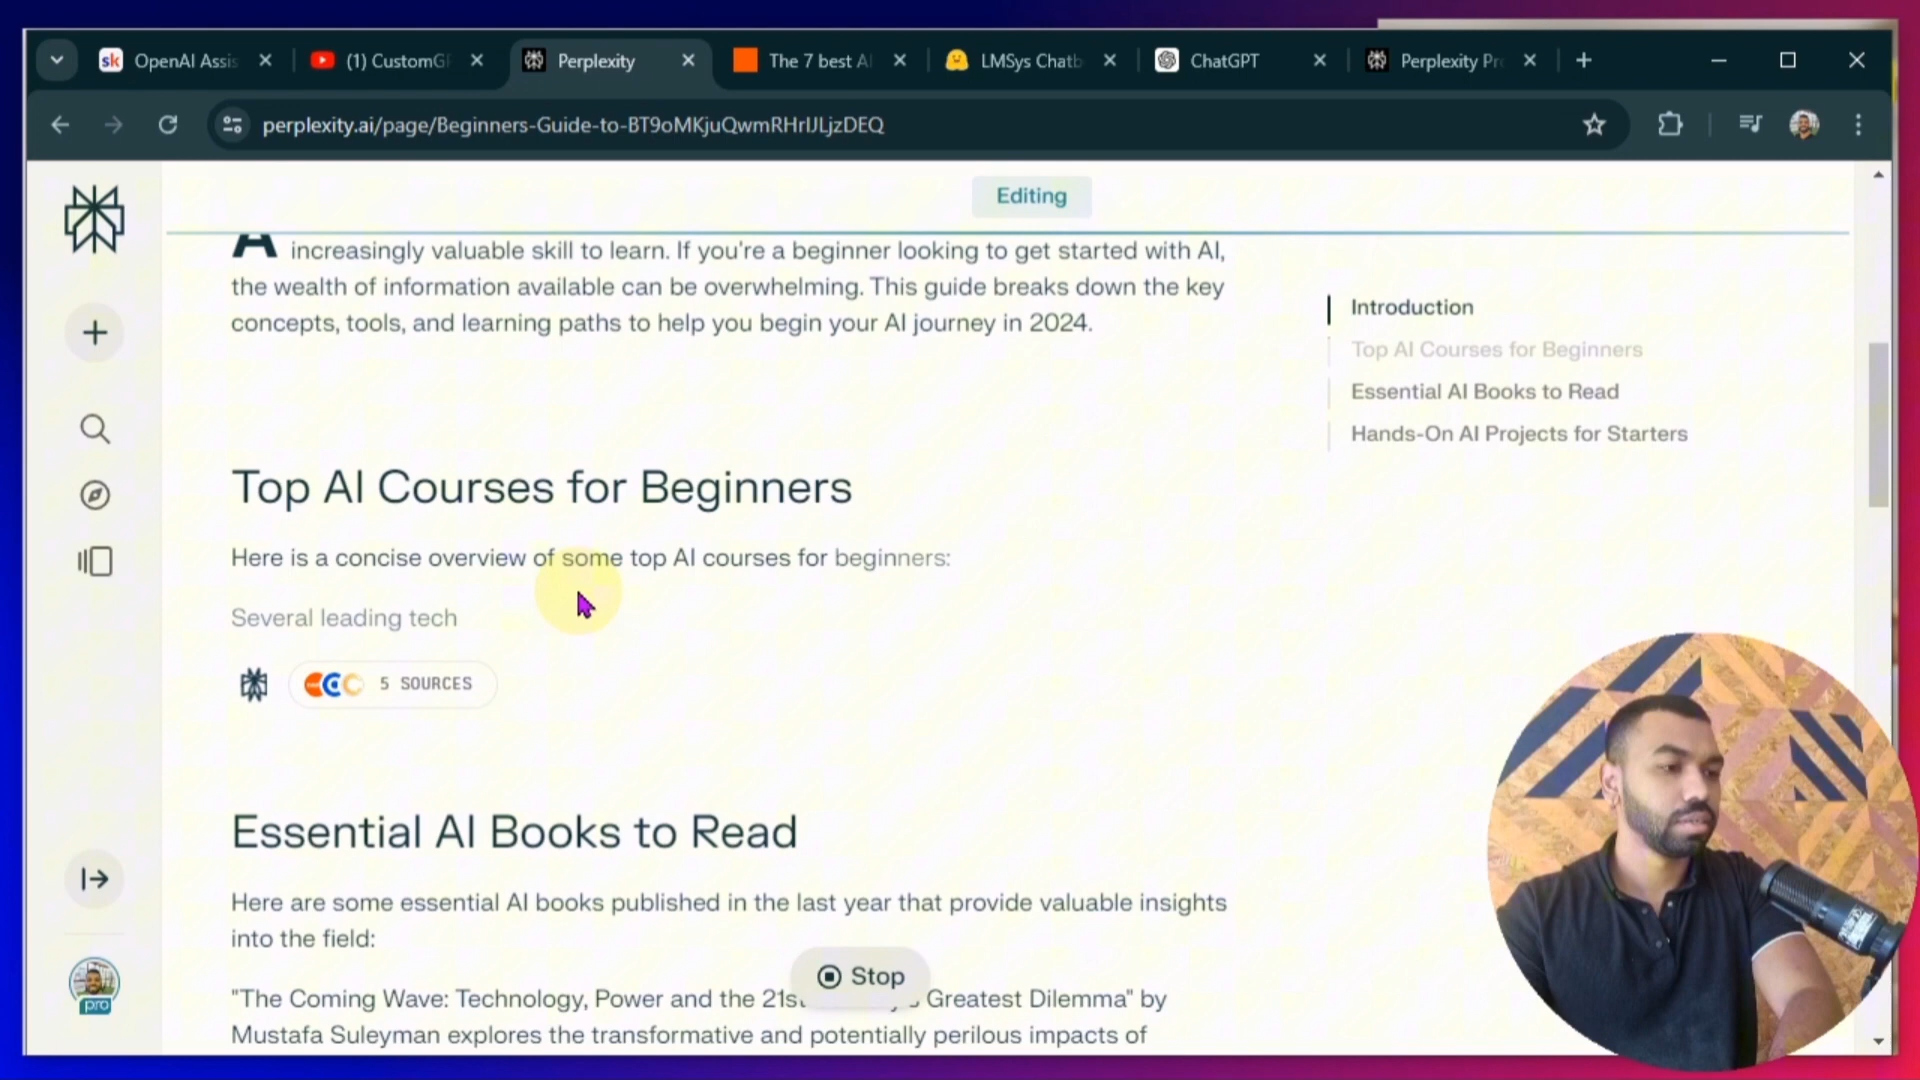 OpenAI Assis
(1) CustomGF
Perplexity
The 7 best AI
LMSys Chatb
ChatGPT
Perplexity Pr
perplexity.ai/page/Beginners-Guide-to-BT9oMKjuQwmRHrIJLjzDEQ
Editing
A increasingly valuable skill to learn. If you're a beginner looking to get started with AI,
the wealth of information available can be overwhelming. This guide breaks down the key
concepts, tools, and learning paths to help you begin your AI journey in 2024.
Introduction
Top AI Courses for Beginners
Essential AI Books to Read
Hands-On AI Projects for Starters
Top AI Courses for Beginners
Here is a concise overview of some top AI courses for beginners:
Several leading tech
5 SOURCES
Essential AI Books to Read
Here are some essential AI books published in the last year that provide valuable insights
into the field:
Stop
"The Coming Wave: Technology, Power and the 21st Greatest Dilemma" by
Mustafa Suleyman explores the transformative and potentially perilous impacts of
pro